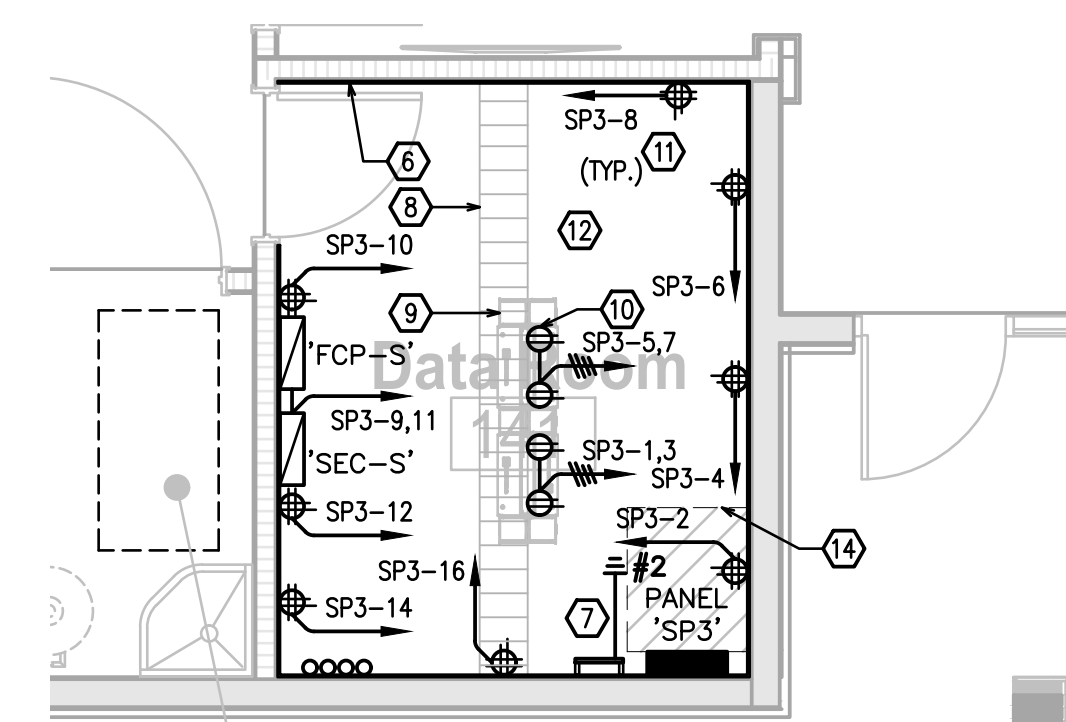 SP3-8
11
(TYP.)
6
8
12
SP3-10
SP3-6
9
10
'FCP-S'
SP3-5,7
Data Room
141
SP3-9,11
'SEC-S'
SP3-1,3
SP3-4
SP3-12
SP3-2
14
SP3-16
#2
SP3-14
7
PANEL
'SP3'